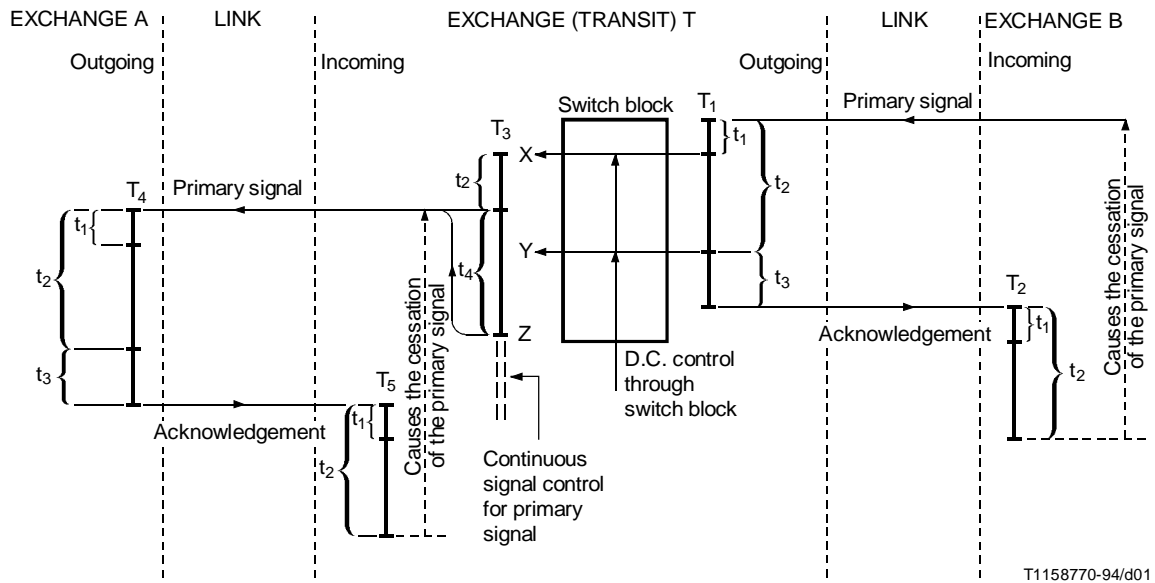 EXCHANGE A
LINK
EXCHANGE (TRANSIT) T
LINK
EXCHANGE B
Outgoing
Incoming
Outgoing
Incoming
Switch block
Primary signal
T1
T3
t1
X
t2
t2
T4
Primary signal
t1
t2
Y
t4
t3
T2
t1
Acknowledgement
t2
Z
Causes the cessation
of the primary signal
Causes the cessation
of the primary signal
D.C. control
through
switch block
t3
T5
t1
Acknowledgement
t2
Continuous
signal control
for primary
signal
T1158770-94/d01